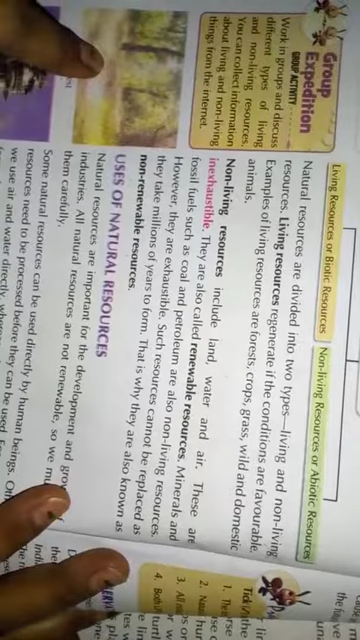 Living Resources or Biotic Resources
Non-living Resources or Abiotic Resources
Group
Expedition
GROUP ACTIVITY
Work in groups and discuss
different types of living
and non-living resources.
You can collect information
about living and non-living
things from the internet.
Natural resources are divided into two types—living and non-living
resources. Living resources regenerate if the conditions are favourable.
Examples of living resources are forests, crops, grass, wild and domestic
animals.
Non-living resources include land, water and air. These are
inexhaustible. They are also called renewable resources. Minerals and
fossil fuels such as coal and petroleum are also non-living resources.
However, they are exhaustible. Such resources cannot be replaced as
they take millions of years to form. That is why they are also known as
non-renewable resources.
USES OF NATURAL RESOURCES
Natural resources are important for the development and
industries. All natural resources are not renewable, so we
them carefully.
Some natural resources can be used directly by human beings.
resources need to be processed before they can be used.
we use air and water directly,
Tick
1. The
2.
3. All
4. Both